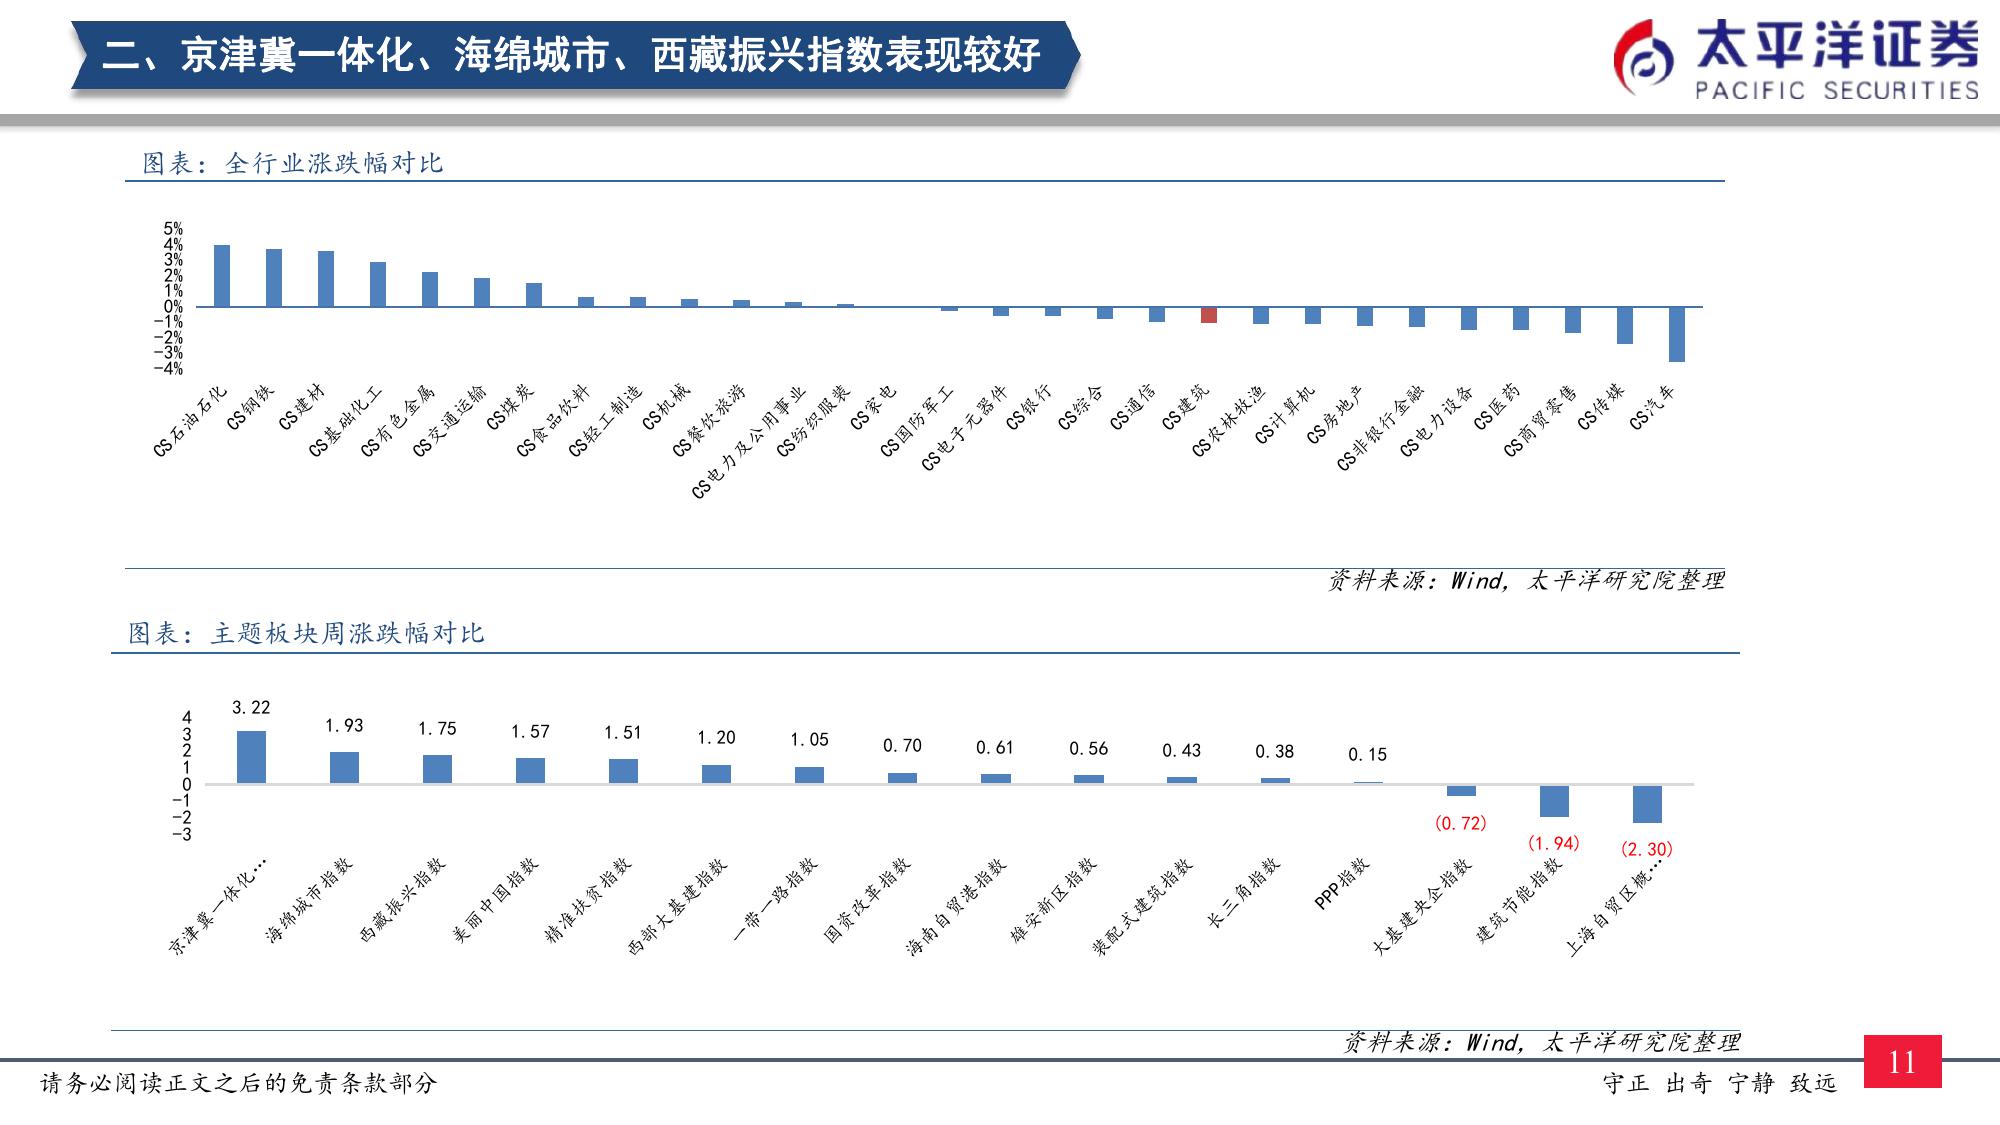 二、京津冀一体化、海绵城市、西藏振兴指数表现较好
太平洋证券
PACIFIC SECURITIES
图表：全行业涨跌幅对比
5%
4%
3%
2%
1%
0%
-1%
-2%
-3%
-4%
CS石油石化
CS钢铁
CS建材
CS基础化工
CS有色金属
CS交通运输
CS煤炭
CS食品饮料
CS轻工制造
CS机械
CS餐饮旅游
CS电力及公用事业
CS纺织服装
CS家电
CS国防军工
CS电子元器件
CS银行
CS综合
CS通信
CS建筑
CS农林牧渔
CS计算机
CS房地产
CS非银行金融
CS电力设备
CS医药
CS商贸零售
CS传媒
CS汽车
资料来源：Wind，太平洋研究院整理
图表：主题板块周涨跌幅对比
4
3
2
1
0
-1
-2
-3
3.22
1.93
1.75
1.57
1.51
1.20
1.05
0.70
0.61
0.56
0.43
0.38
0.15
(0.72)
(1.94)
(2.30)
京津冀一体化…
海绵城市指数
西藏振兴指数
美丽中国指数
精准扶贫指数
西部大基建指数
一带一路指数
国资改革指数
海南自贸港指数
雄安新区指数
装配式建筑指数
长三角指数
PPP指数
大基建央企指数
建筑节能指数
上海自贸区概…
资料来源：Wind，太平洋研究院整理
请务必阅读正文之后的免责条款部分
守正 出奇 宁静 致远
11